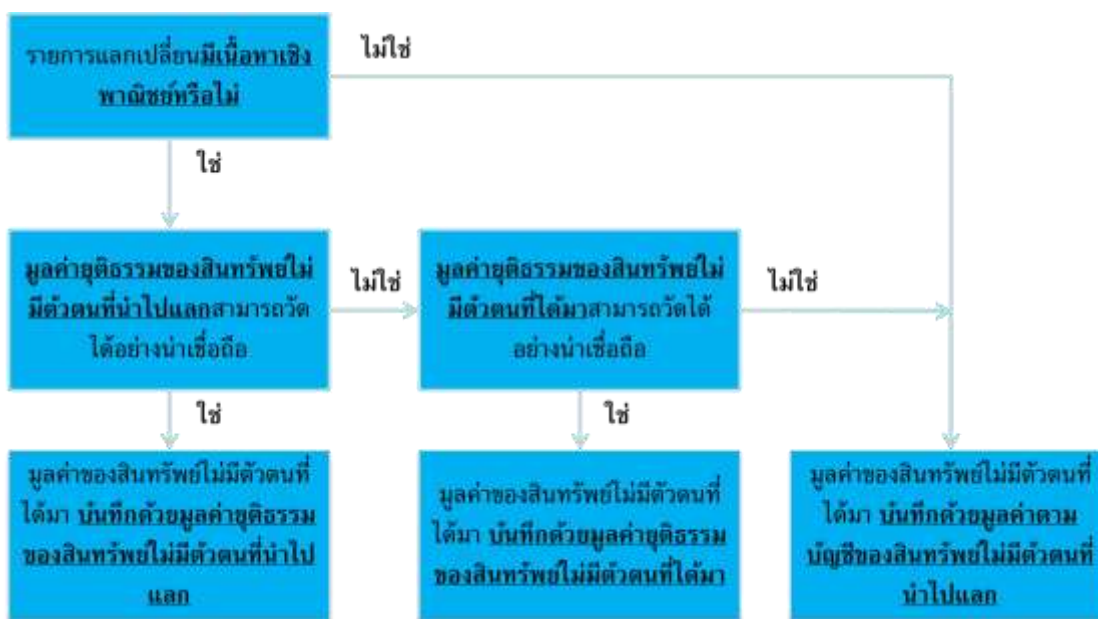 รายการแลกเปลี่ยนมีเนื้อหาเชิง
พาณิชย์หรือไม่
ไม่ใช่
ใช่
มูลค่ายุติธรรมของสินทรัพย์ไม่
มีตัวตนที่นำไปแลกสามารถวัด
ได้อย่างน่าเชื่อถือ
ไม่ใช่
มูลค่ายุติธรรมของสินทรัพย์ไม่
มีตัวตนที่ได้มาสามารถวัดได้
อย่างน่าเชื่อถือ
ไม่ใช่
ใช่
ใช่
มูลค่าของสินทรัพย์ไม่มีตัวตนที่
ได้มา บันทึกด้วยมูลค่ายุติธรรม
ของสินทรัพย์ไม่มีตัวตนที่นำไป
แลก
มูลค่าของสินทรัพย์ไม่มีตัวตนที่
ได้มา บันทึกด้วยมูลค่ายุติธรรม
ของสินทรัพย์ไม่มีตัวตนที่ได้มา
มูลค่าของสินทรัพย์ไม่มีตัวตนที่
ได้มา บันทึกด้วยมูลค่าตาม
บัญชีของสินทรัพย์ไม่มีตัวตนที่
นำไปแลก